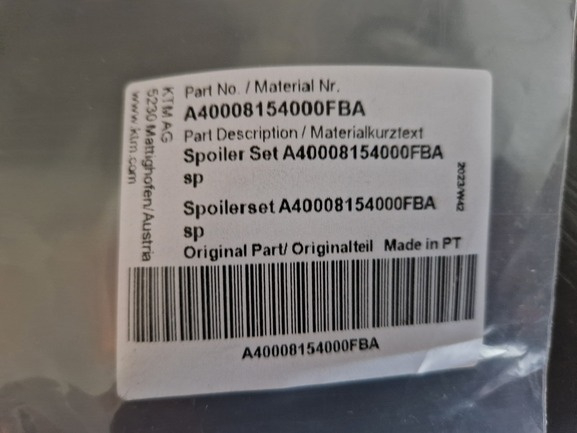 Part No. / Material Nr.
A40008154000FBA
Part Description / Materialkurztext
Spoiler Set A40008154000FBA
sp
Spoilerset A40008154000FBA
sp
Original Part/ Originalteil Made in PT
A40008154000FBA
KTM AG
5230 Mattighofen/ Austria
www.ktm.com
2023/W42